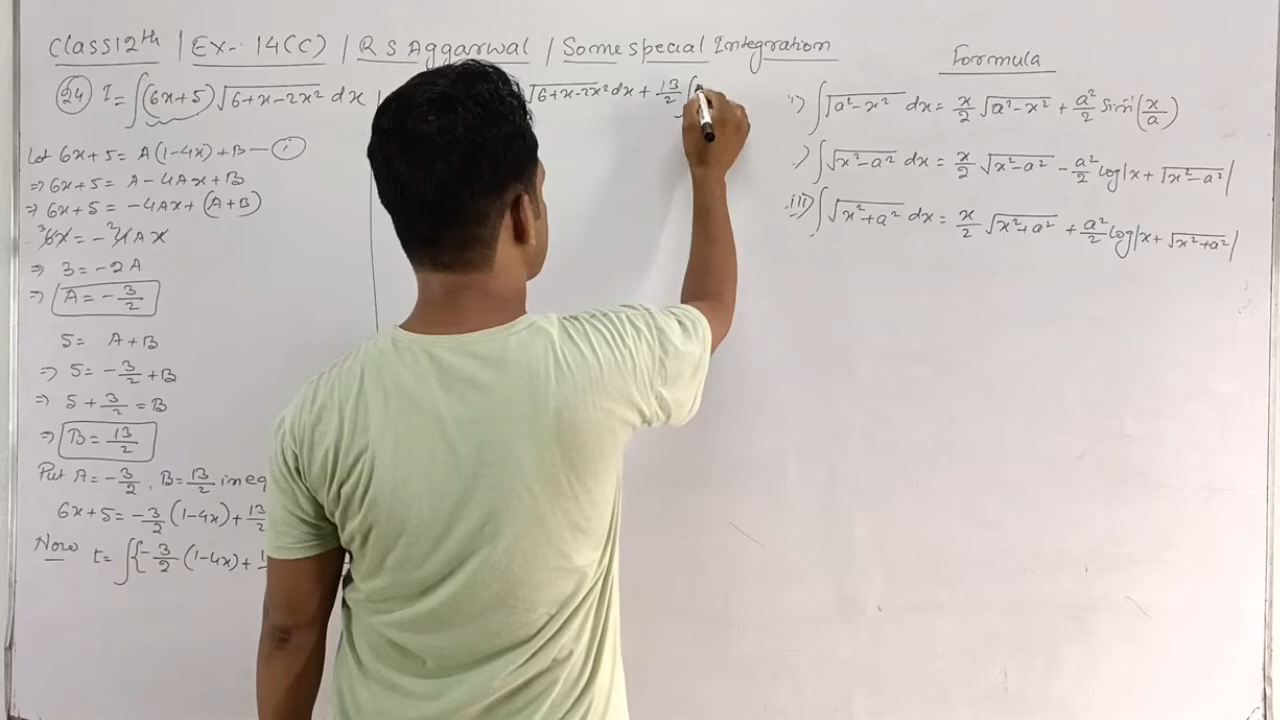 Class 12th | EX-. 14(C) | R S Aggarwal | Some special Integration
(24) I = ∫(6x+5)√(6+x-2x²) dx
Let 6x+5 = A(1-4x)+B — (i)
⇒ 6x+5 = A-4Ax+B
⇒ 6x+5 = -4Ax+(A+B)
³6x = -²4Ax
⇒ 3 = -2A
⇒ A = -3/2
5 = A+B
⇒ 5 = -3/2 + B
⇒ 5 + 3/2 = B
⇒ B = 13/2
Put A = -3/2, B = 13/2 in eq
6x+5 = -3/2 (1-4x) + 13/2
Now I = ∫{-3/2 (1-4x) +
√(6+x-2x²) dx + 13/2 ∫
Formula
i) ∫√(a²-x²) dx = x/2 √(a²-x²) + a²/2 Sin⁻¹(x/a)
) ∫√(x²-a²) dx = x/2 √(x²-a²) - a²/2 log|x+√(x²-a²)|
iii) ∫√(x²+a²) dx = x/2 √(x²+a²) + a²/2 log|x+√(x²+a²)|